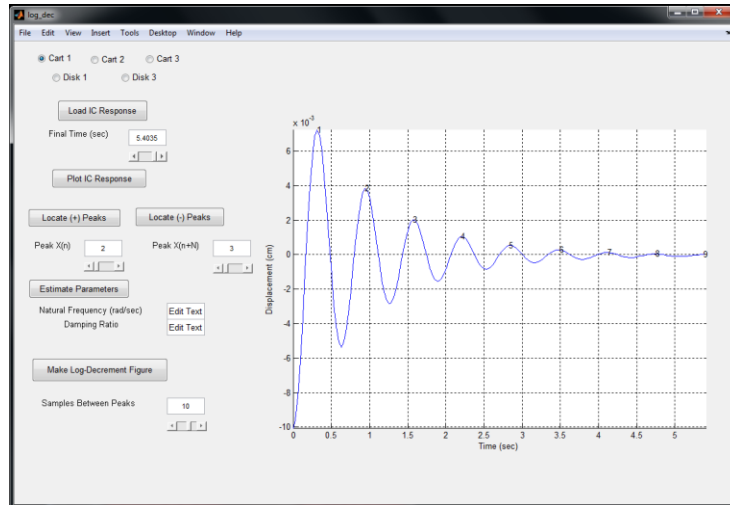 log_dec
File Edit View Insert Tools Desktop Window Help
Cart 1 Cart 2 Cart 3
Disk 1 Disk 3
Load IC Response
Final Time (sec) 5.4035
Plot IC Response
Locate (+) Peaks Locate (-) Peaks
Peak X(n) 2 Peak X(n+N) 3
Estimate Parameters
Natural Frequency (rad/sec) Edit Text
Damping Ratio Edit Text
Make Log-Decrement Figure
Samples Between Peaks 10
x 10^-3
6
4
2
0
-2
-4
-6
-8
-10
Displacement (cm)
1
2
3
4
5
6
7
8
9
0 0.5 1 1.5 2 2.5 3 3.5 4 4.5 5
Time (sec)